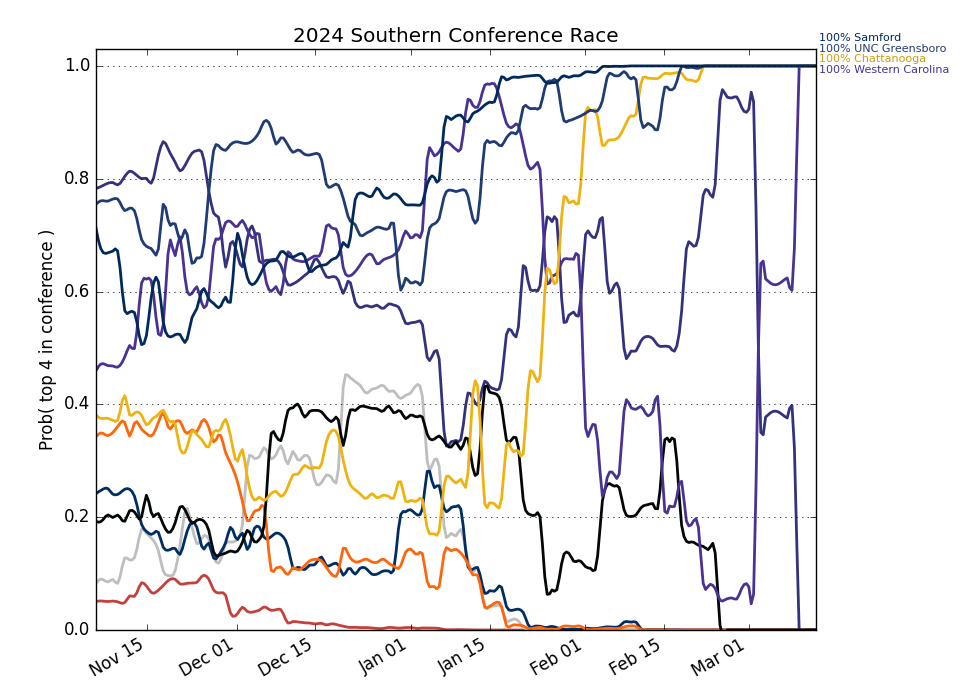 2024 Southern Conference Race
100% Samford
100% UNC Greensboro
100% Chattanooga
100% Western Carolina
Prob( top 4 in conference )
1.0
0.8
0.6
0.4
0.2
0.0
Nov 15
Dec 01
Dec 15
Jan 01
Jan 15
Feb 01
Feb 15
Mar 01